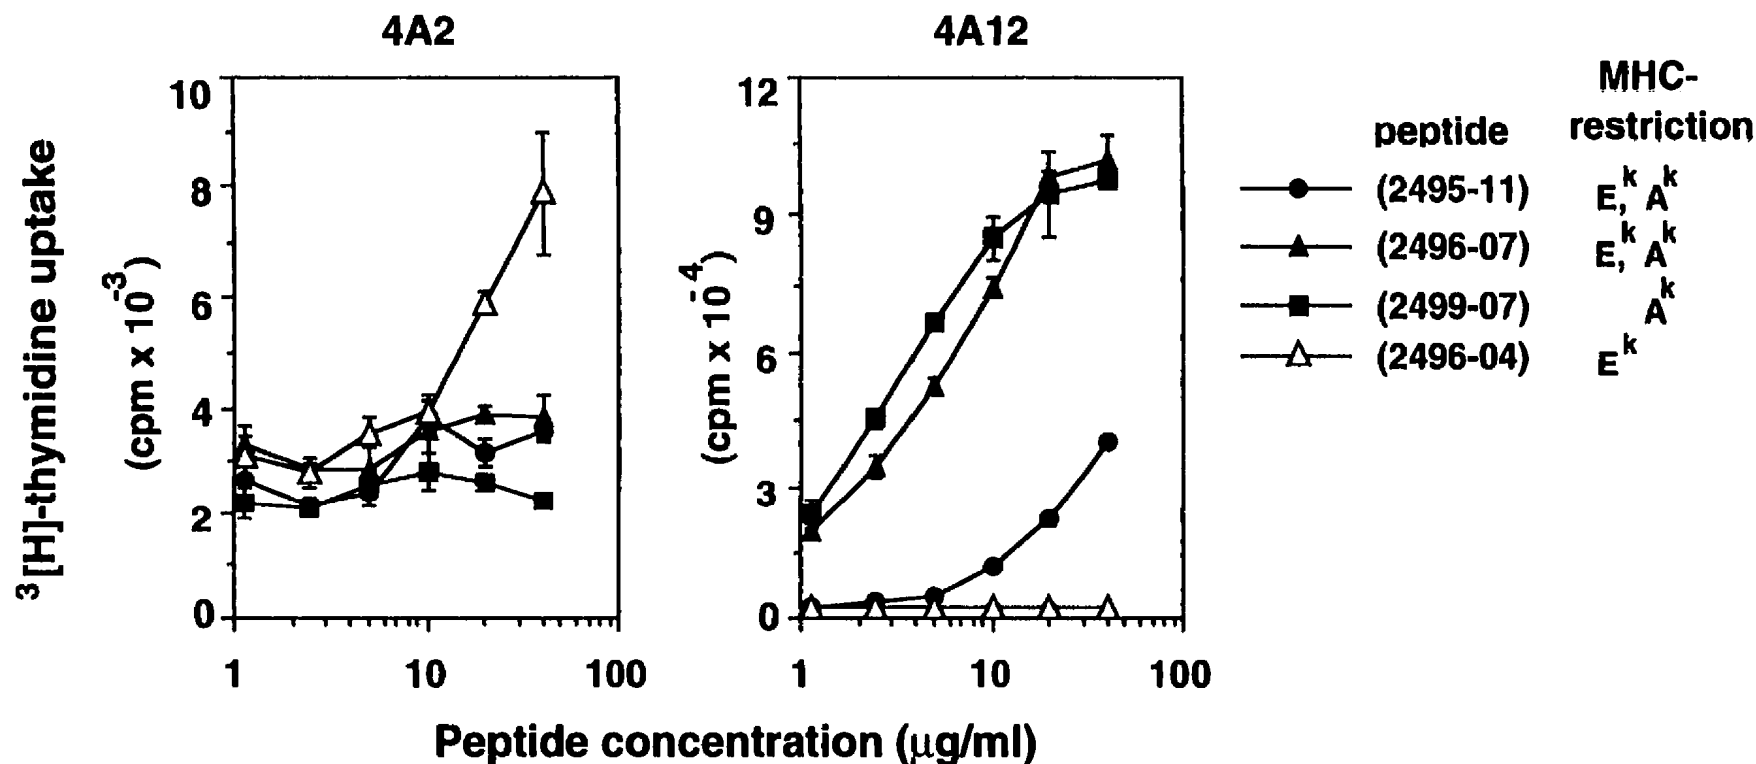 4A2
4A12
10
8
6
4
2
0
1
10
100
12
9
6
3
0
1
10
100
³[H]-thymidine uptake
(cpm x 10⁻³)
(cpm x 10⁻⁴)
Peptide concentration (μg/ml)
MHC-
peptide restriction
(2495-11) Eᵏ, Aᵏ
(2496-07) Eᵏ, Aᵏ
(2499-07) Aᵏ
(2496-04) Eᵏ